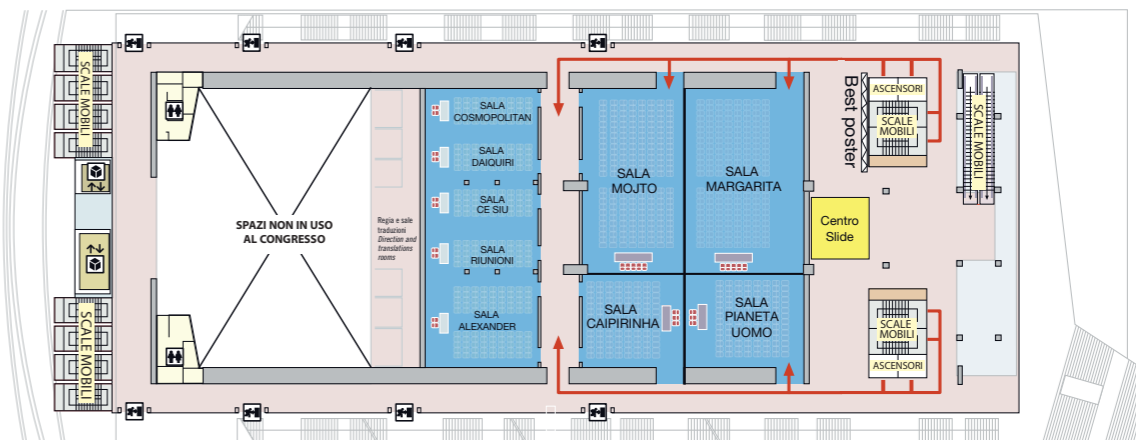 SCALE MOBILI
SCALE MOBILI
SPAZI NON IN USO
AL CONGRESSO
Regia e sale
traduzioni
Direction and
translations
rooms
SALA
COSMOPOLITAN
SALA
DAIQUIRI
SALA
CE SIU
SALA
RIUNIONI
SALA
ALEXANDER
SALA
MOJTO
SALA
MARGARITA
SALA
CAIPIRINHA
SALA
PIANETA
UOMO
Centro
Slide
Best poster
ASCENSORI
SCALE
MOBILI
SCALE
MOBILI
ASCENSORI
SCALE MOBILI